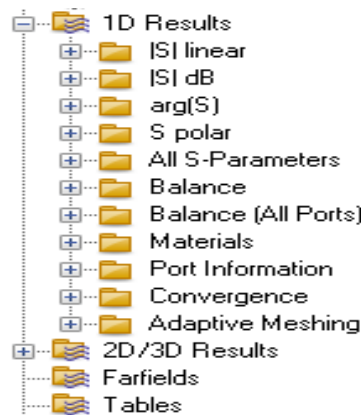 1D Results
|S| linear
|S| dB
arg(S)
S polar
All S-Parameters
Balance
Balance (All Ports)
Materials
Port Information
Convergence
Adaptive Meshing
2D/3D Results
Farfields
Tables